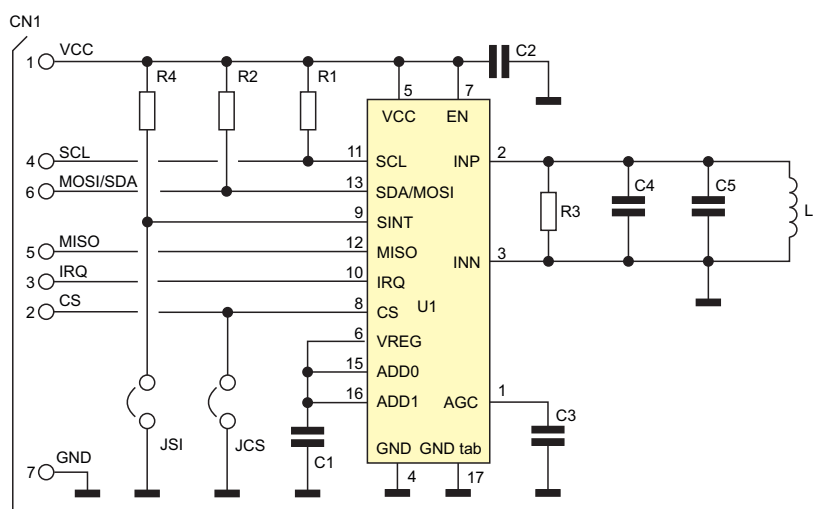 CN1
1 VCC
R4
R2
R1
C2
5
7
VCC
EN
4 SCL
11
SCL
INP
2
6 MOSI/SDA
13
SDA/MOSI
9
SINT
R3
C4
C5
L
5 MISO
12
MISO
INN
3
3 IRQ
10
IRQ
2 CS
8
CS
U1
6
VREG
15
ADD0
16
ADD1
AGC
1
JSI
JCS
C1
C3
7 GND
GND
GND tab
4
17